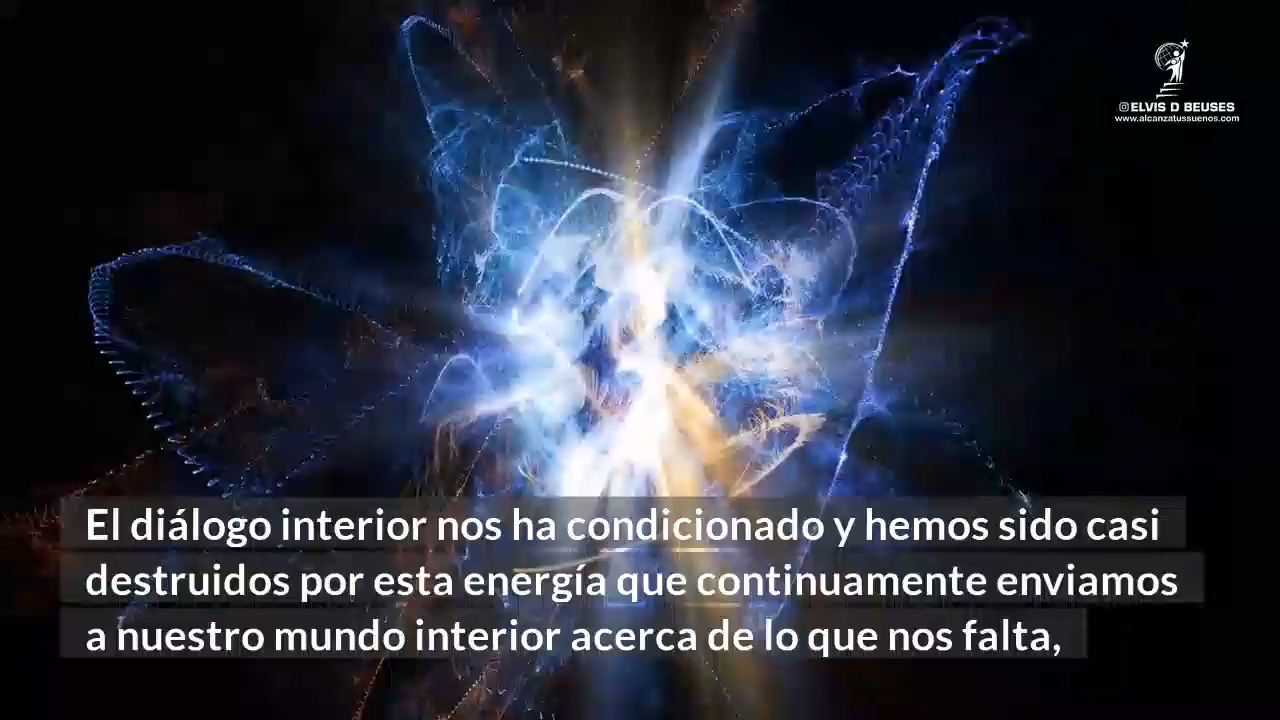 ELVIS D BEUSES
www.alcanzatussuenos.com
El diálogo interior nos ha condicionado y hemos sido casi
destruidos por esta energía que continuamente enviamos
a nuestro mundo interior acerca de lo que nos falta,